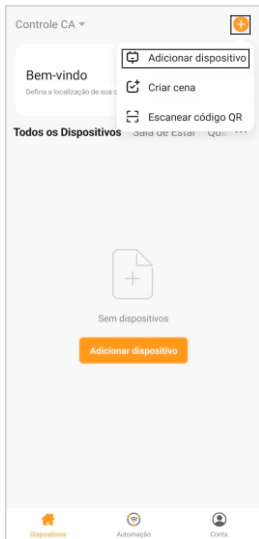 Controle CA
Adicionar dispositivo
Bem-vindo
Criar cena
Defina a localização de sua
Escanear código QR
Todos os Dispositivos Sala de Estar
Sem dispositivos
Adicionar dispositivo
Dispositivos Automação Conta